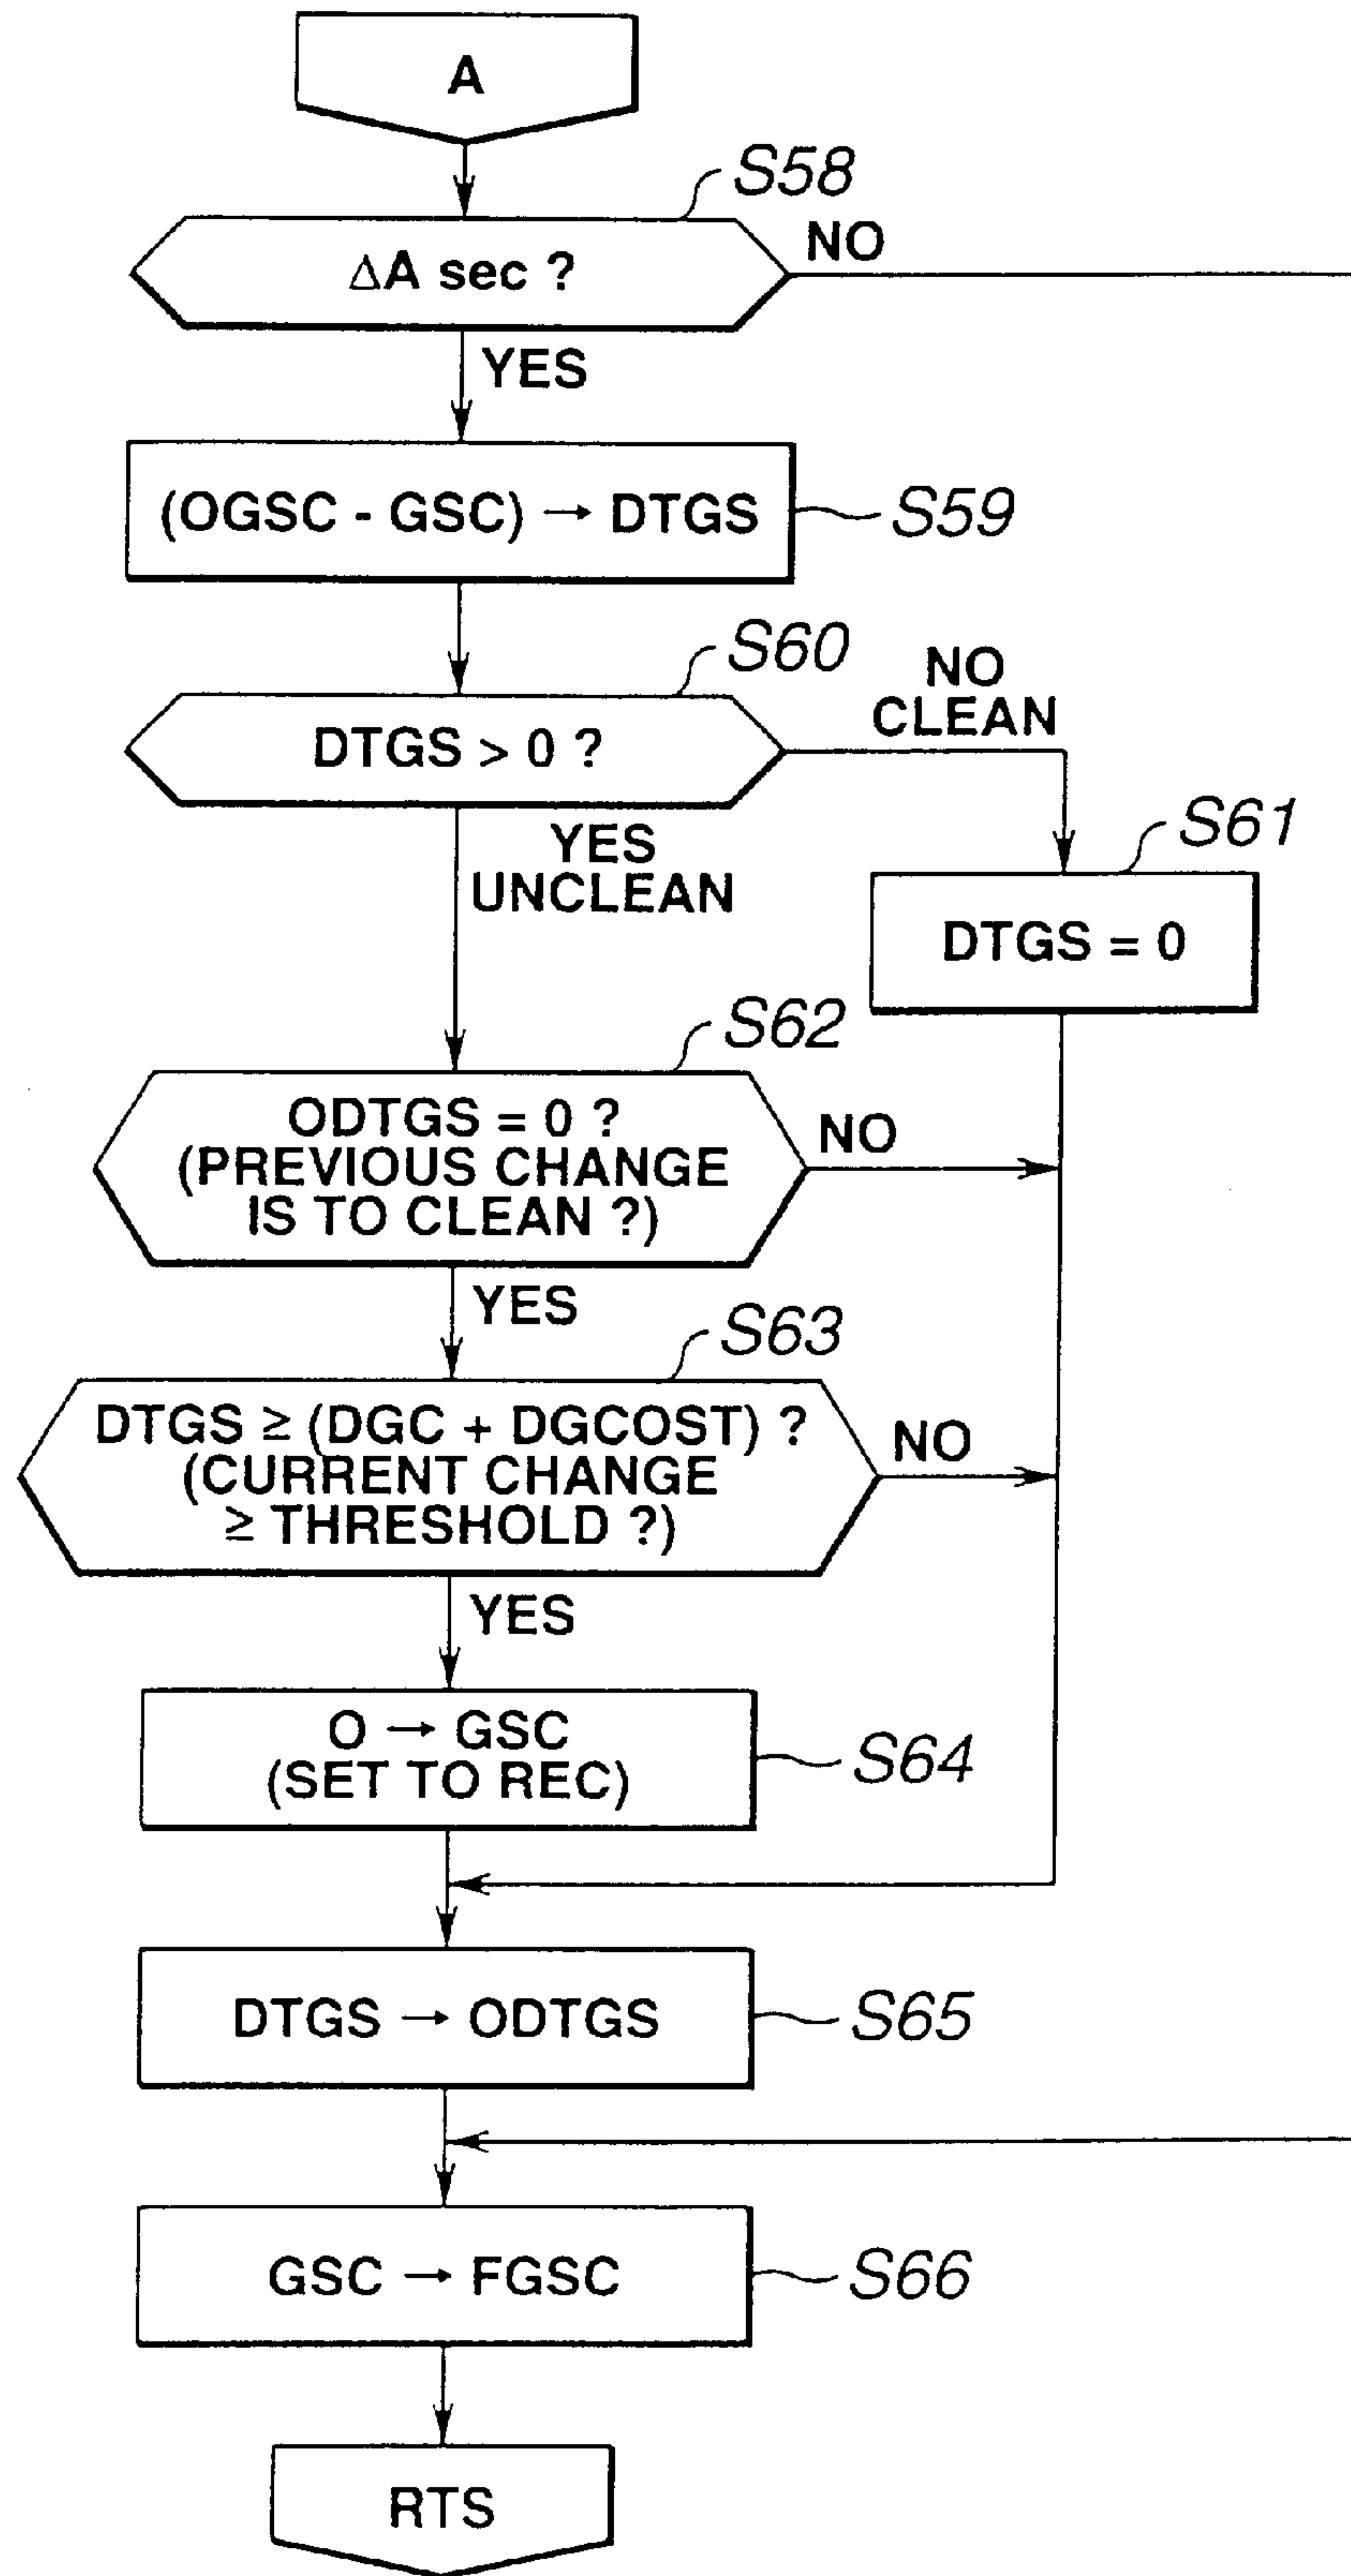 A
S58
ΔA sec ?
NO
YES
(OGSC - GSC) → DTGS
S59
S60
DTGS > 0 ?
NO
CLEAN
YES
UNCLEAN
S61
DTGS = 0
S62
ODTGS = 0 ?
(PREVIOUS CHANGE
IS TO CLEAN ?)
NO
YES
S63
DTGS ≥ (DGC + DGCOST) ?
(CURRENT CHANGE
≥ THRESHOLD ?)
NO
YES
O → GSC
(SET TO REC)
S64
DTGS → ODTGS
S65
GSC → FGSC
S66
RTS